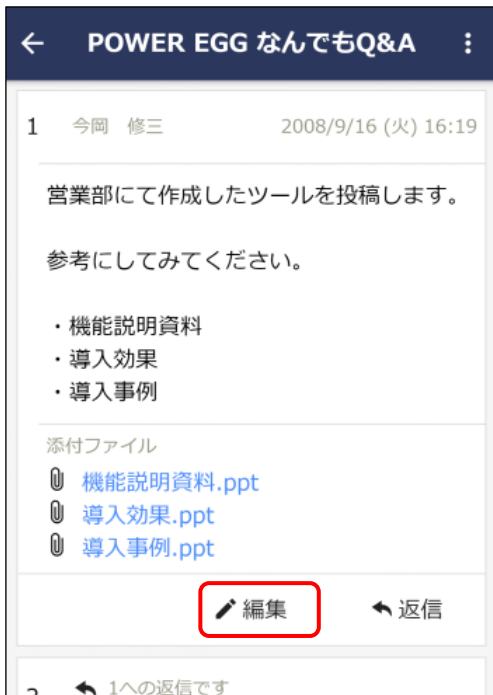 POWER EGG なんでもQ&A
1 今岡 修三 2008/9/16 (火) 16:19
営業部にて作成したツールを投稿します。
参考にしてみてください。
・機能説明資料
・導入効果
・導入事例
添付ファイル
機能説明資料.ppt
導入効果.ppt
導入事例.ppt
編集 返信
2 1への返信です